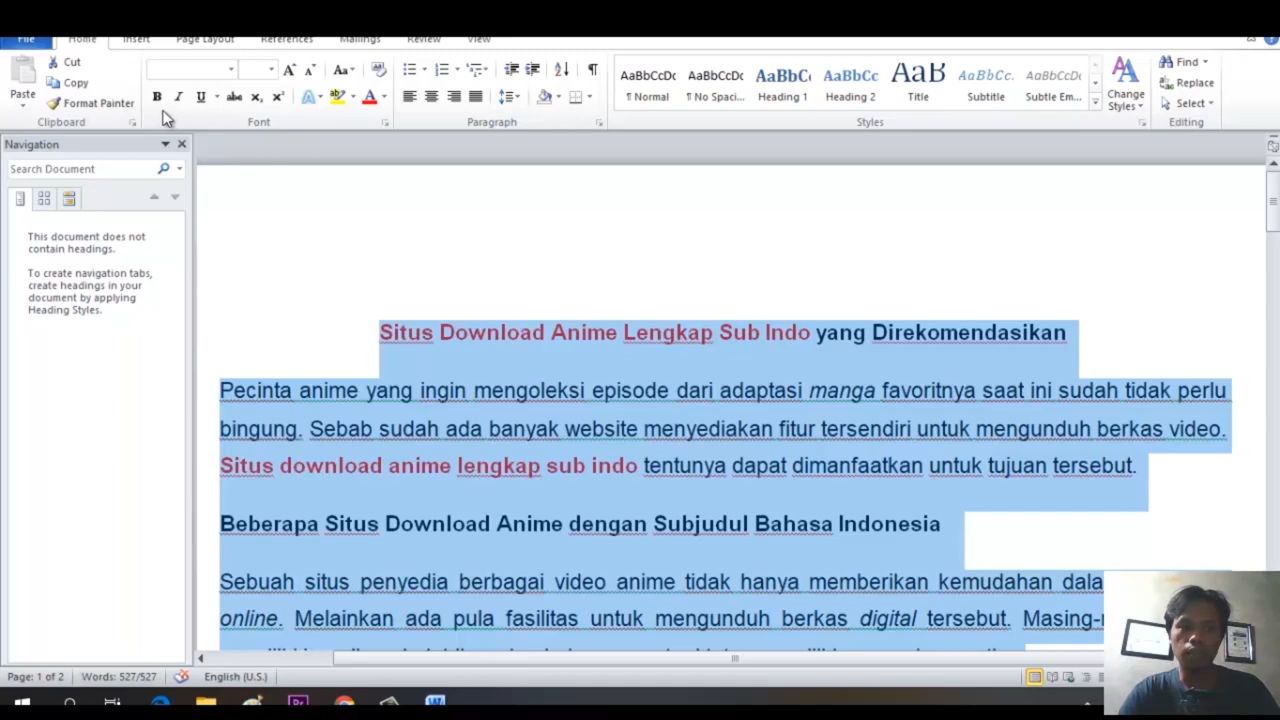 File Home Insert Page Layout References Mailings Review View
Cut
Copy
Format Painter
Paste
Clipboard
Font
Paragraph
AaBbCcDc AaBbCcDc AaBbC AaBbCc AaB AaBbCc. AaBbCcDc
¶ Normal ¶ No Spaci... Heading 1 Heading 2 Title Subtitle Subtle Em...
Styles
Change
Styles
Find
Replace
Select
Editing
Navigation
Search Document
This document does not
contain headings.
To create navigation tabs,
create headings in your
document by applying
Heading Styles.
Situs Download Anime Lengkap Sub Indo yang Direkomendasikan
Pecinta anime yang ingin mengoleksi episode dari adaptasi manga favoritnya saat ini sudah tidak perlu
bingung. Sebab sudah ada banyak website menyediakan fitur tersendiri untuk mengunduh berkas video.
Situs download anime lengkap sub indo tentunya dapat dimanfaatkan untuk tujuan tersebut.
Beberapa Situs Download Anime dengan Subjudul Bahasa Indonesia
Sebuah situs penyedia berbagai video anime tidak hanya memberikan kemudahan
online. Melainkan ada pula fasilitas untuk mengunduh berkas digital tersebut.
Page: 1 of 2 Words: 527/527 English (U.S.)